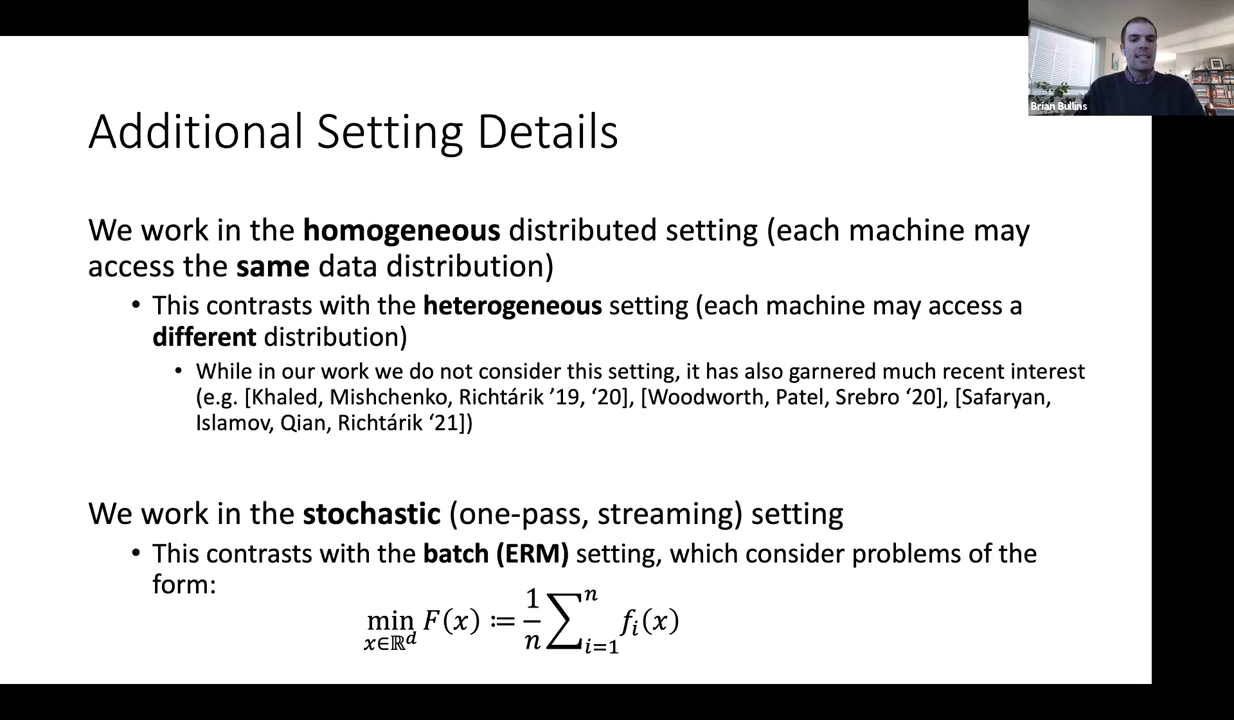 Brian Bullins
Additional Setting Details
We work in the homogeneous distributed setting (each machine may
access the same data distribution)
• This contrasts with the heterogeneous setting (each machine may access a
different distribution)
• While in our work we do not consider this setting, it has also garnered much recent interest
(e.g. [Khaled, Mishchenko, Richtárik ’19, ‘20], [Woodworth, Patel, Srebro ‘20], [Safaryan,
Islamov, Qian, Richtárik ‘21])
We work in the stochastic (one-pass, streaming) setting
• This contrasts with the batch (ERM) setting, which consider problems of the
form:
min_{x∈ℝ^d} F(x) ≔ 1/n ∑_{i=1}^n f_i(x)